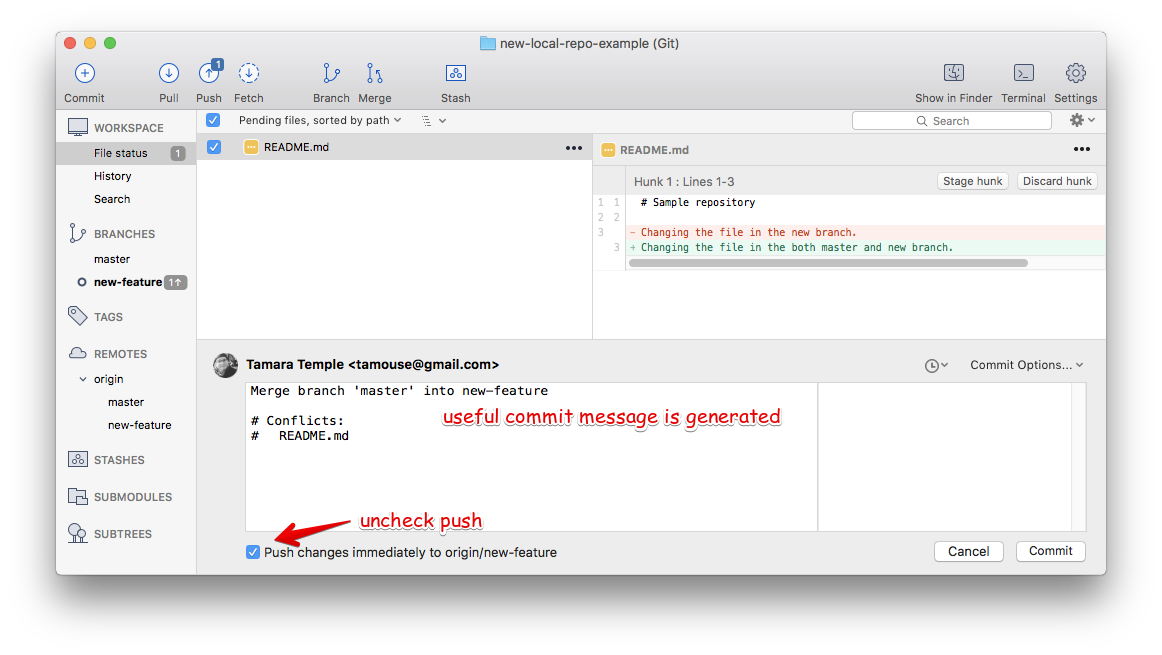 new-local-repo-example (Git)
1
Commit Pull Push Fetch Branch Merge Stash Show in Finder Terminal Settings
WORKSPACE
File status 1
History
Search
BRANCHES
master
new-feature 1↑
TAGS
REMOTES
origin
master
new-feature
STASHES
SUBMODULES
SUBTREES
Pending files, sorted by path
Search
README.md •••
README.md •••
Hunk 1 : Lines 1-3 Stage hunk Discard hunk
1 1 # Sample repository
2 2
3 - Changing the file in the new branch.
3 + Changing the file in the both master and new branch.
Tamara Temple <tamouse@gmail.com>
Commit Options...
Merge branch 'master' into new-feature
# Conflicts:
# README.md
useful commit message is generated
uncheck push
Push changes immediately to origin/new-feature
Cancel Commit